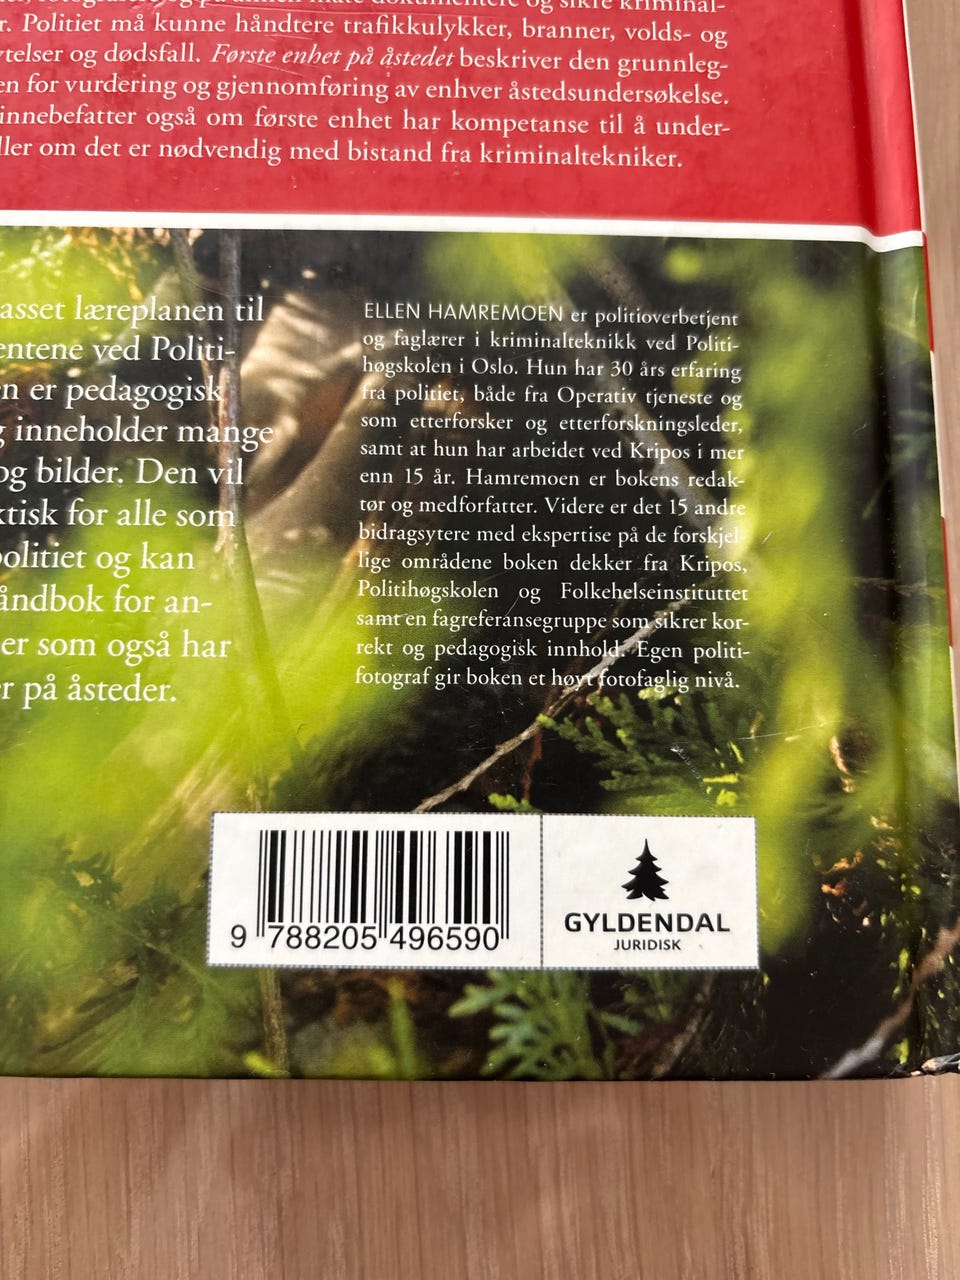 og sikre kriminal-
r. Politiet må kunne håndtere trafikkulykker, branner, volds- og
ytelser og dødsfall. Første enhet på åstedet beskriver den grunnleg-
en for vurdering og gjennomføring av enhver åstedsundersøkelse.
innebefatter også om første enhet har kompetanse til å under-
ller om det er nødvendig med bistand fra kriminaltekniker.
asset læreplanen til
entene ved Politi-
en er pedagogisk
g inneholder mange
og bilder. Den vil
ktisk for alle som
politiet og kan
åndbok for an-
er som også har
r på åsteder.
ELLEN HAMREMOEN er politioverbetjent
og faglærer i kriminalteknikk ved Politi-
høgskolen i Oslo. Hun har 30 års erfaring
fra politiet, både fra Operativ tjeneste og
som etterforsker og etterforskningsleder,
samt at hun har arbeidet ved Kripos i mer
enn 15 år. Hamremoen er bokens redak-
tør og medforfatter. Videre er det 15 andre
bidragsytere med ekspertise på de forskjel-
lige områdene boken dekker fra Kripos,
Politihøgskolen og Folkehelseinstituttet
samt en fagreferansegruppe som sikrer kor-
rekt og pedagogisk innhold. Egen politi-
fotograf gir boken et høyt fotofaglig nivå.
9 788205 496590
GYLDENDAL
JURIDISK